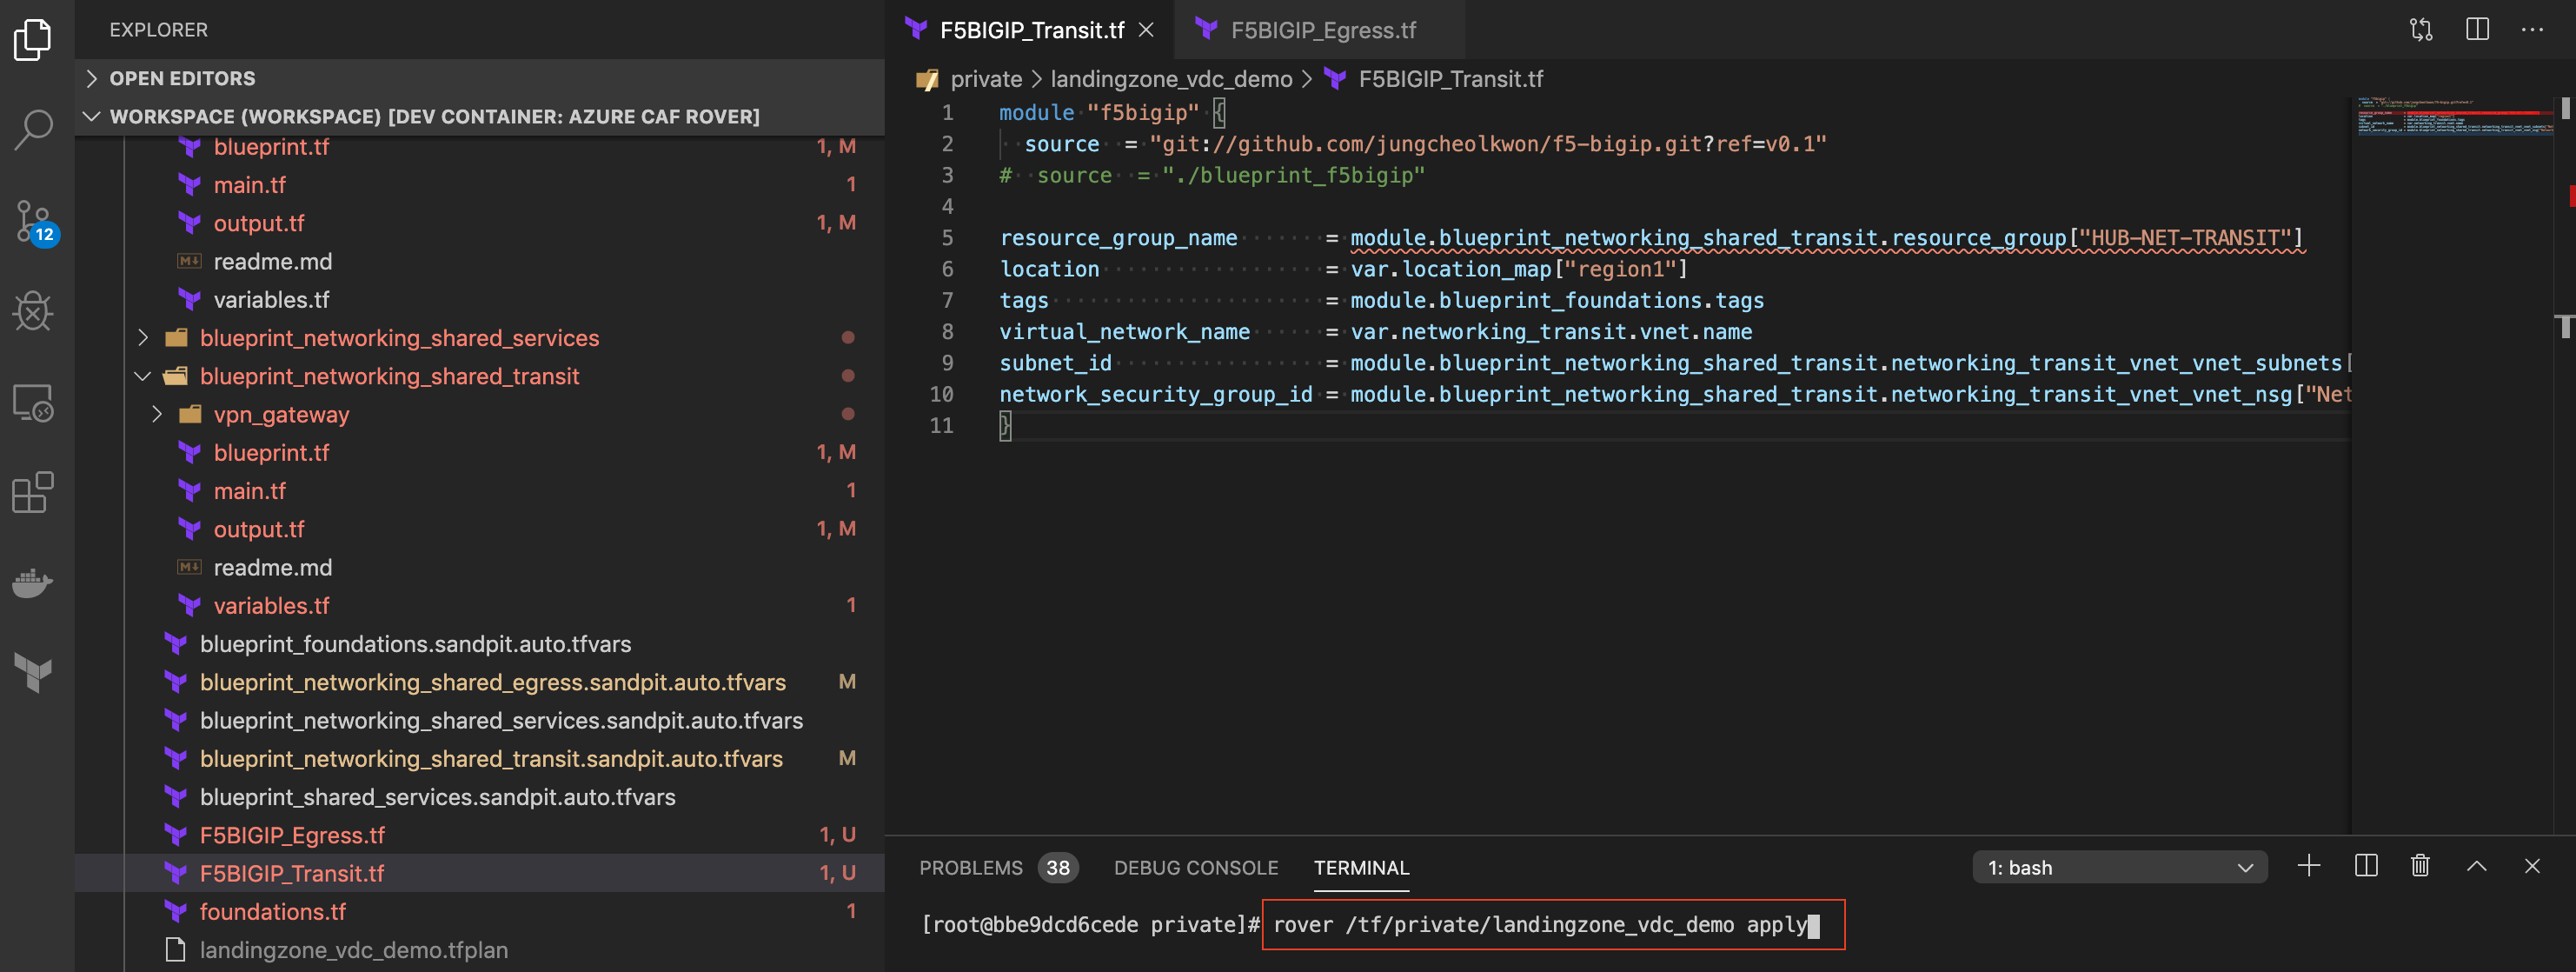 EXPLORER
OPEN EDITORS
WORKSPACE (WORKSPACE) [DEV CONTAINER: AZURE CAF ROVER]
blueprint.tf 1, M
main.tf 1
output.tf 1, M
readme.md
variables.tf
blueprint_networking_shared_services
blueprint_networking_shared_transit
vpn_gateway
blueprint.tf 1, M
main.tf 1
output.tf 1, M
readme.md
variables.tf 1
blueprint_foundations.sandpit.auto.tfvars
blueprint_networking_shared_egress.sandpit.auto.tfvars M
blueprint_networking_shared_services.sandpit.auto.tfvars
blueprint_networking_shared_transit.sandpit.auto.tfvars M
blueprint_shared_services.sandpit.auto.tfvars
F5BIGIP_Egress.tf 1, U
F5BIGIP_Transit.tf 1, U
foundations.tf 1
landingzone_vdc_demo.tfplan
12
F5BIGIP_Transit.tf F5BIGIP_Egress.tf
private > landingzone_vdc_demo > F5BIGIP_Transit.tf
1 module "f5bigip" {
2 source = "git://github.com/jungcheolkwon/f5-bigip.git?ref=v0.1"
3 # source = "./blueprint_f5bigip"
4
5 resource_group_name = module.blueprint_networking_shared_transit.resource_group["HUB-NET-TRANSIT"]
6 location = var.location_map["region1"]
7 tags = module.blueprint_foundations.tags
8 virtual_network_name = var.networking_transit.vnet.name
9 subnet_id = module.blueprint_networking_shared_transit.networking_transit_vnet_vnet_subnets[
10 network_security_group_id = module.blueprint_networking_shared_transit.networking_transit_vnet_vnet_nsg["Net
11 }
PROBLEMS 38 DEBUG CONSOLE TERMINAL 1: bash
[root@bbe9dcd6cede private]# rover /tf/private/landingzone_vdc_demo apply